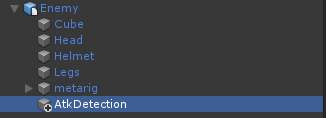 Enemy
Cube
Head
Helmet
Legs
metarig
AtkDetection